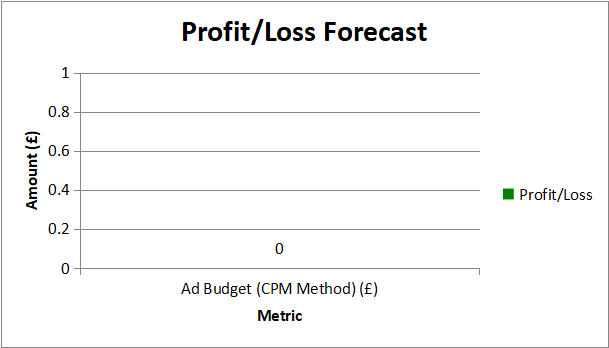 Profit/Loss Forecast
Amount (£)
1
0.8
0.6
0.4
0.2
0
0
Ad Budget (CPM Method) (£)
Metric
Profit/Loss